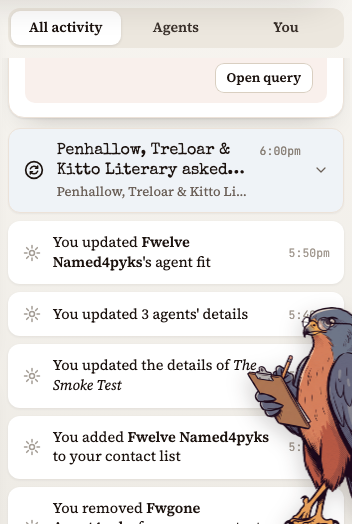 All activity Agents You
Open query
Penhallow, Treloar & 6:00pm
Kitto Literary asked...
Penhallow, Treloar & Kitto Li...
You updated Fwelve
Named4pyks's agent fit 5:50pm
You updated 3 agents' details
You updated the details of The
Smoke Test
You added Fwelve Named4pyks
to your contact list
You removed Fwgone